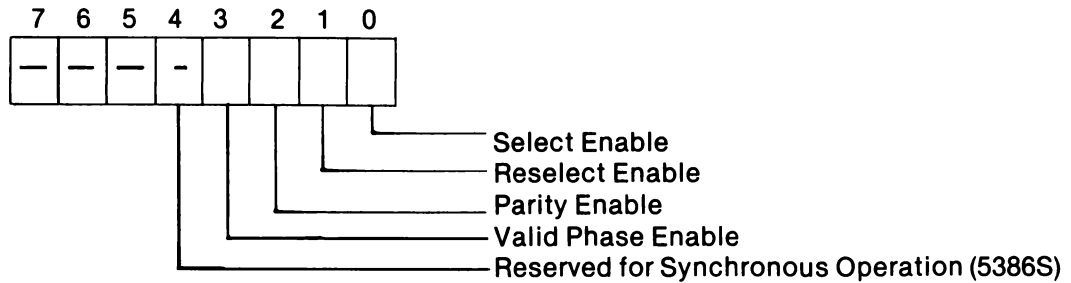 7 6 5 4 3 2 1 0
— — — -
Select Enable
Reselect Enable
Parity Enable
Valid Phase Enable
Reserved for Synchronous Operation (5386S)